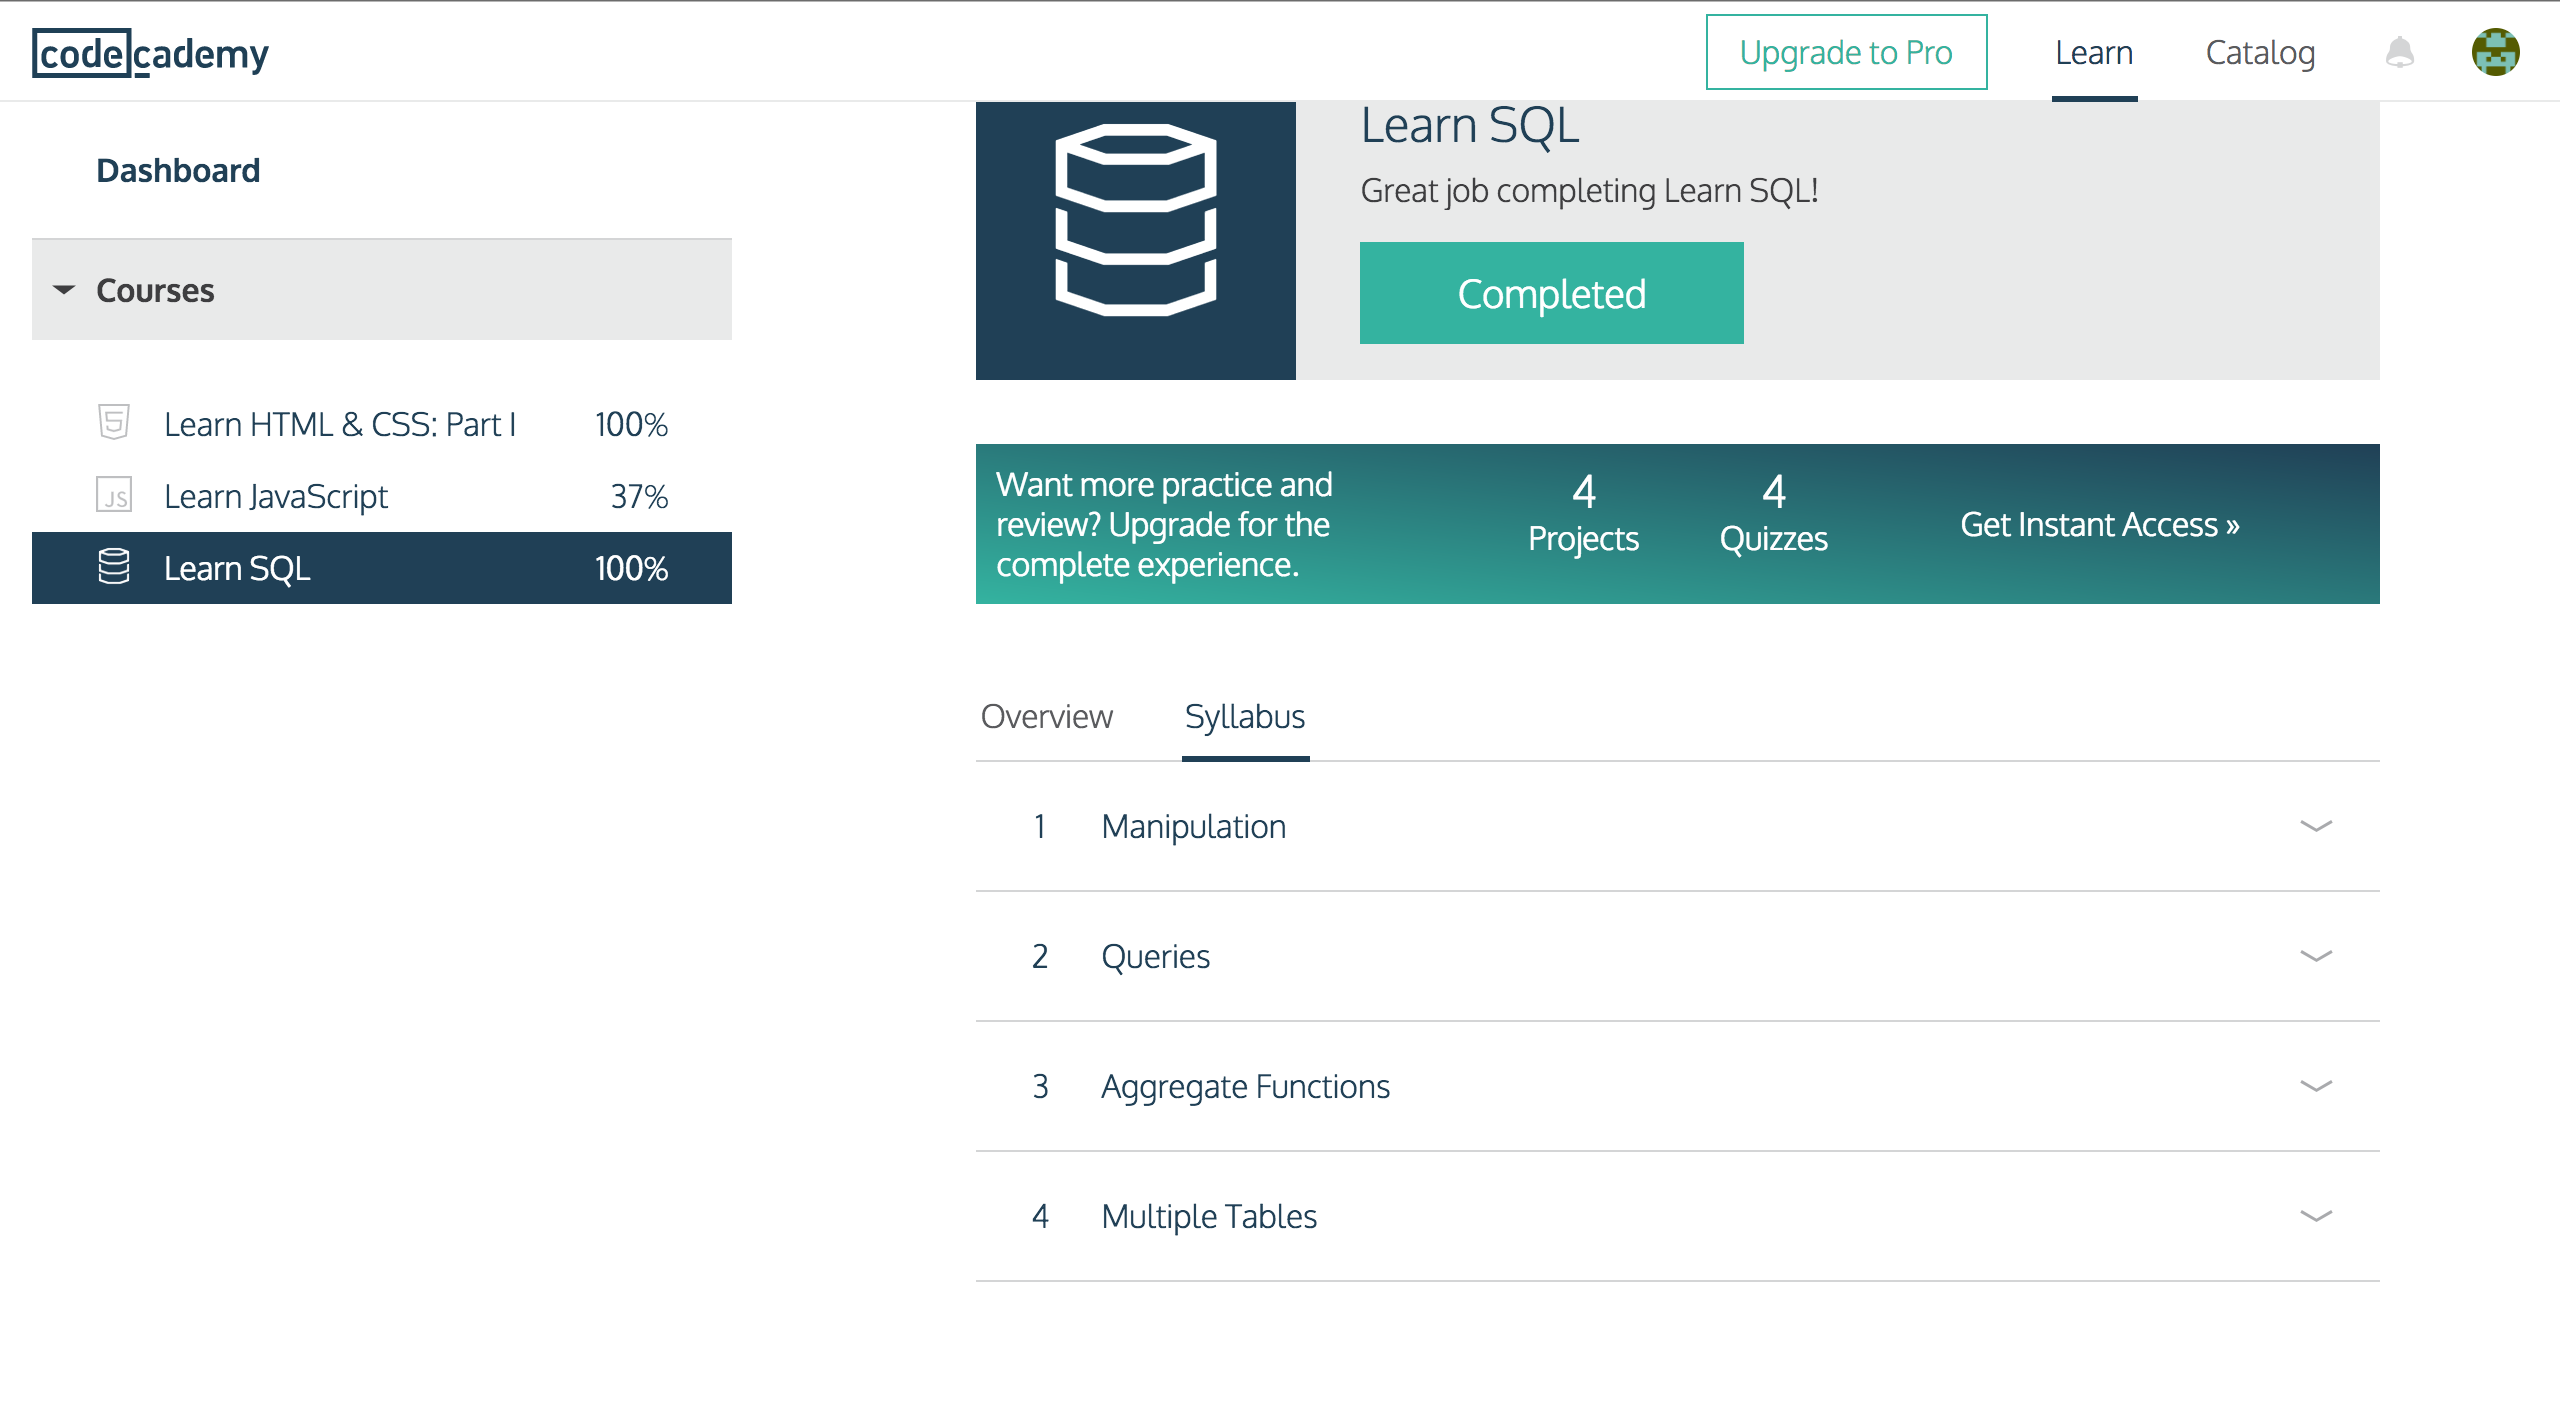 codecademy
Upgrade to Pro
Learn
Catalog
Dashboard
Courses
Learn HTML & CSS: Part I 100%
JS Learn JavaScript 37%
Learn SQL 100%
Learn SQL
Great job completing Learn SQL!
Completed
Want more practice and
review? Upgrade for the
complete experience.
4
Projects
4
Quizzes
Get Instant Access »
Overview
Syllabus
1 Manipulation
2 Queries
3 Aggregate Functions
4 Multiple Tables